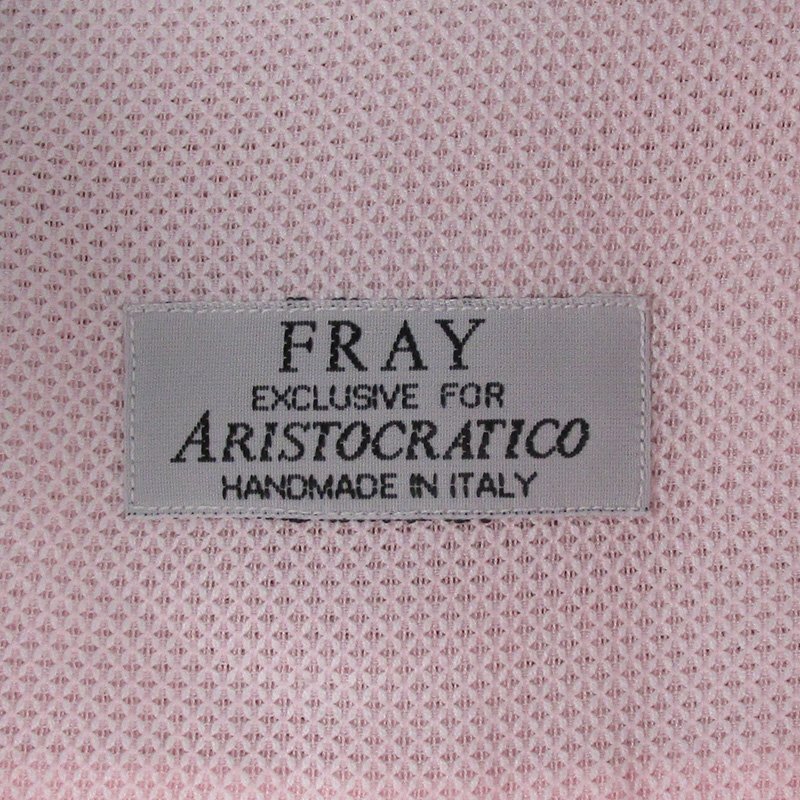 FRAY
EXCLUSIVE FOR
ARISTOCRATICO
HANDMADE IN ITALY